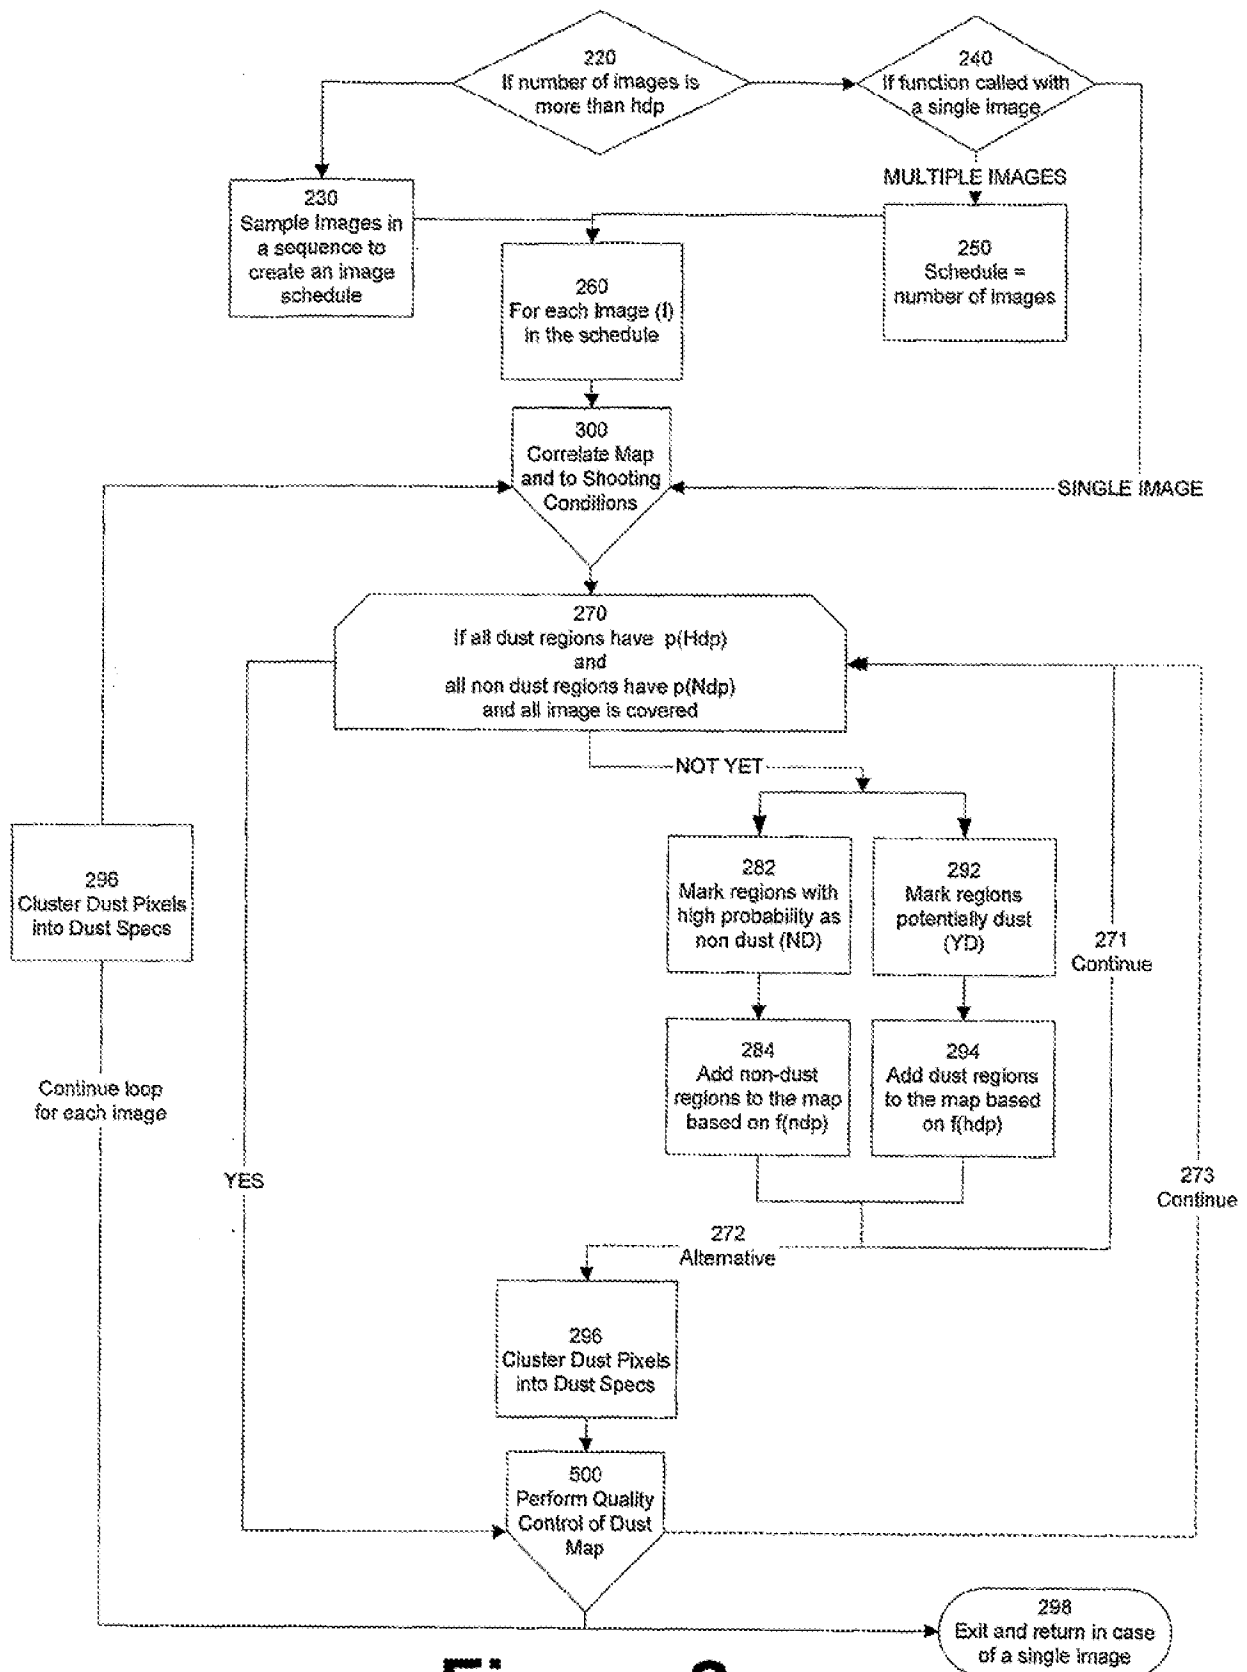 220
If number of images is
more than hdp
240
If function called with
a single image
MULTIPLE IMAGES
230
Sample Images in
a sequence to
create an image
schedule
250
Schedule =
number of images
260
For each image (I)
in the schedule
300
Correlate Map
and to Shooting
Conditions
SINGLE IMAGE
270
If all dust regions have p(Hdp)
and
all non dust regions have p(Ndp)
and all image is covered
NOT YET
296
Cluster Dust Pixels
into Dust Specs
282
Mark regions with
high probability as
non dust (ND)
292
Mark regions
potentially dust
(YD)
271
Continue
284
Add non-dust
regions to the map
based on f(ndp)
294
Add dust regions
to the map based
on f(hdp)
Continue loop
for each image
YES
273
Continue
272
Alternative
296
Cluster Dust Pixels
into Dust Specs
500
Perform Quality
Control of Dust
Map
298
Exit and return in case
of a single image